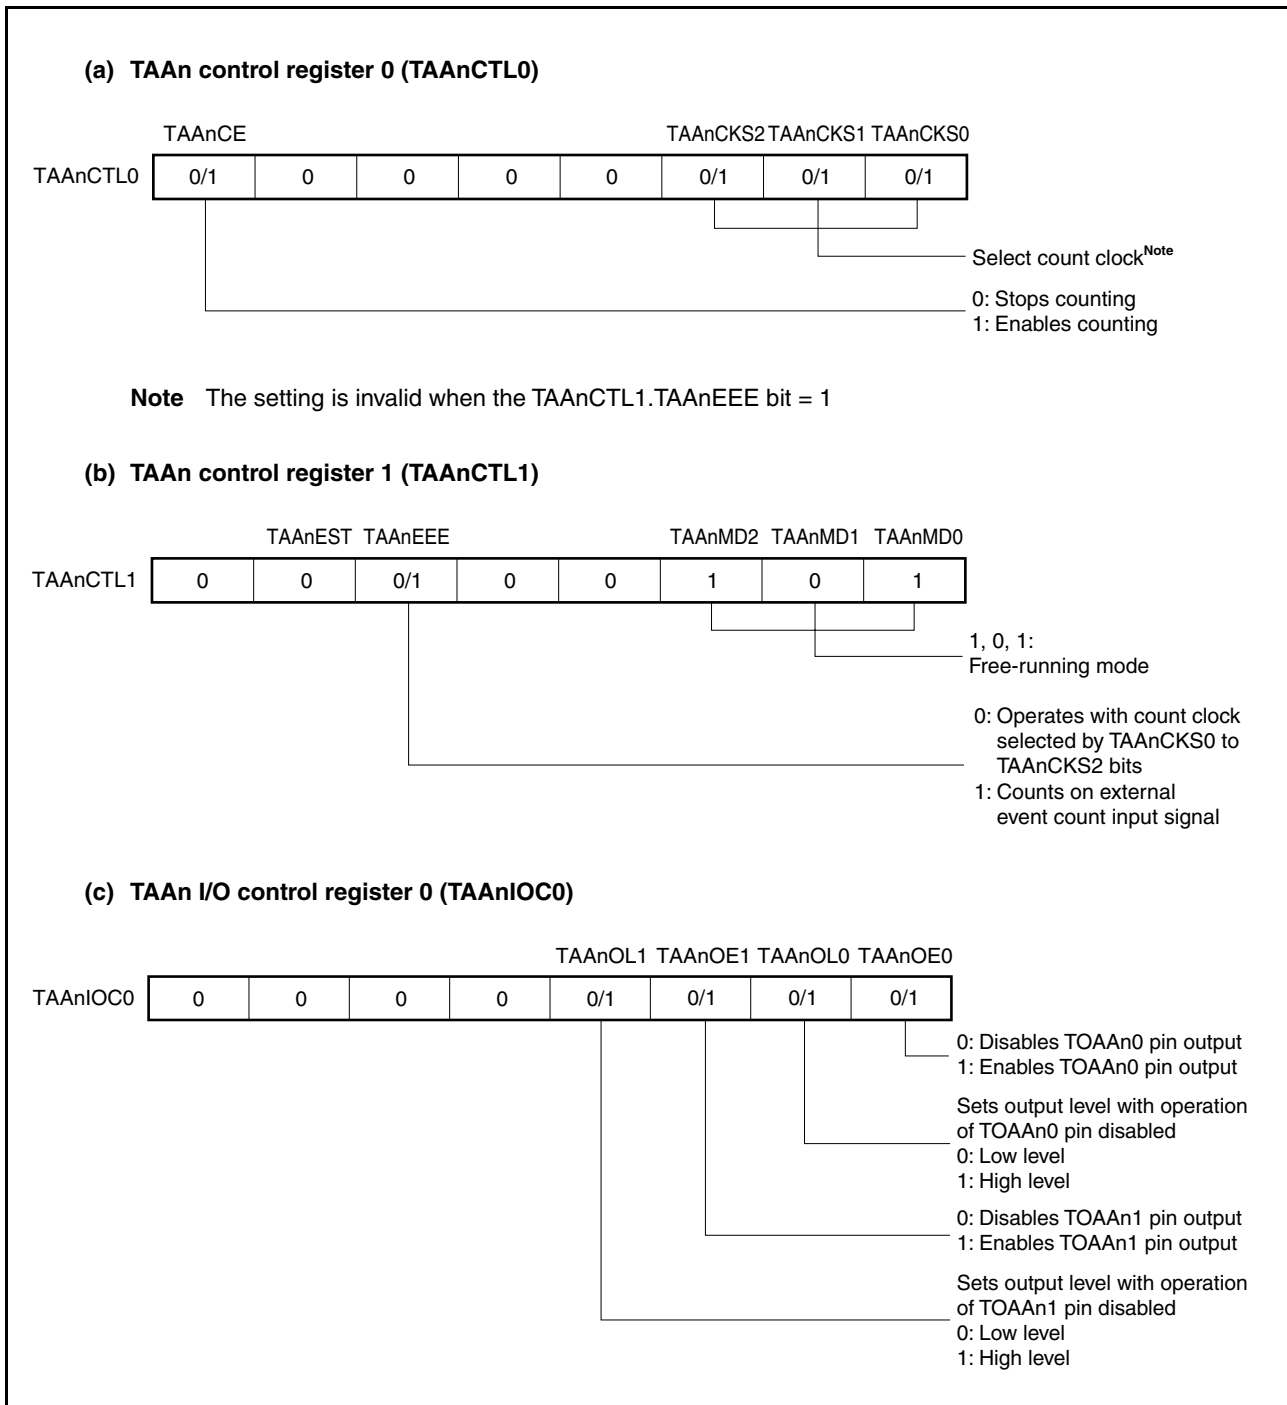 (a) TAAn control register 0 (TAAnCTL0)
TAAnCE TAAnCKS2 TAAnCKS1 TAAnCKS0
TAAnCTL0 0/1 0 0 0 0 0/1 0/1 0/1
Select count clockNote
0: Stops counting
1: Enables counting
Note The setting is invalid when the TAAnCTL1.TAAnEEE bit = 1
(b) TAAn control register 1 (TAAnCTL1)
TAAnEST TAAnEEE TAAnMD2 TAAnMD1 TAAnMD0
TAAnCTL1 0 0 0/1 0 0 1 0 1
1, 0, 1:
Free-running mode
0: Operates with count clock
selected by TAAnCKS0 to
TAAnCKS2 bits
1: Counts on external
event count input signal
(c) TAAn I/O control register 0 (TAAnIOC0)
TAAnOL1 TAAnOE1 TAAnOL0 TAAnOE0
TAAnIOC0 0 0 0 0 0/1 0/1 0/1 0/1
0: Disables TOAAn0 pin output
1: Enables TOAAn0 pin output
Sets output level with operation
of TOAAn0 pin disabled
0: Low level
1: High level
0: Disables TOAAn1 pin output
1: Enables TOAAn1 pin output
Sets output level with operation
of TOAAn1 pin disabled
0: Low level
1: High level